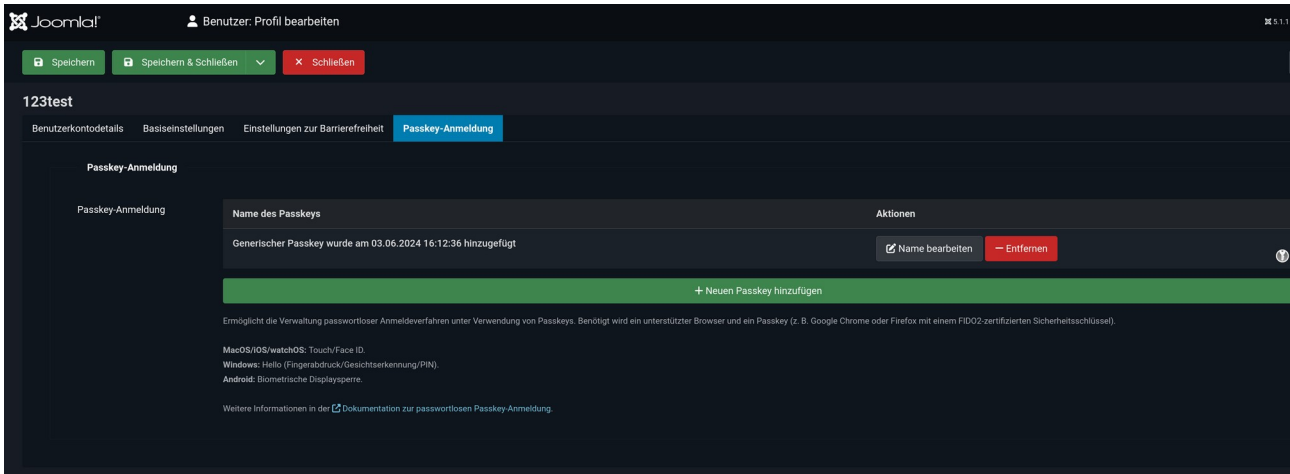 Joomla!® Benutzer: Profil bearbeiten 5.1.1
Speichern Speichern & Schließen Schließen
123test
Benutzerkontodetails Basiseinstellungen Einstellungen zur Barrierefreiheit Passkey-Anmeldung
Passkey-Anmeldung
Passkey-Anmeldung Name des Passkeys Aktionen
Generischer Passkey wurde am 03.06.2024 16:12:36 hinzugefügt Name bearbeiten Entfernen
Neuen Passkey hinzufügen
Ermöglicht die Verwaltung passwortloser Anmeldeverfahren unter Verwendung von Passkeys. Benötigt wird ein unterstützter Browser und ein Passkey (z. B. Google Chrome oder Firefox mit einem FIDO2-zertifizierten Sicherheitsschlüssel).
MacOS/iOS/watchOS: Touch/Face ID.
Windows: Hello (Fingerabdruck/Gesichtserkennung/PIN).
Android: Biometrische Displaysperre.
Weitere Informationen in der Dokumentation zur passwortlosen Passkey-Anmeldung.